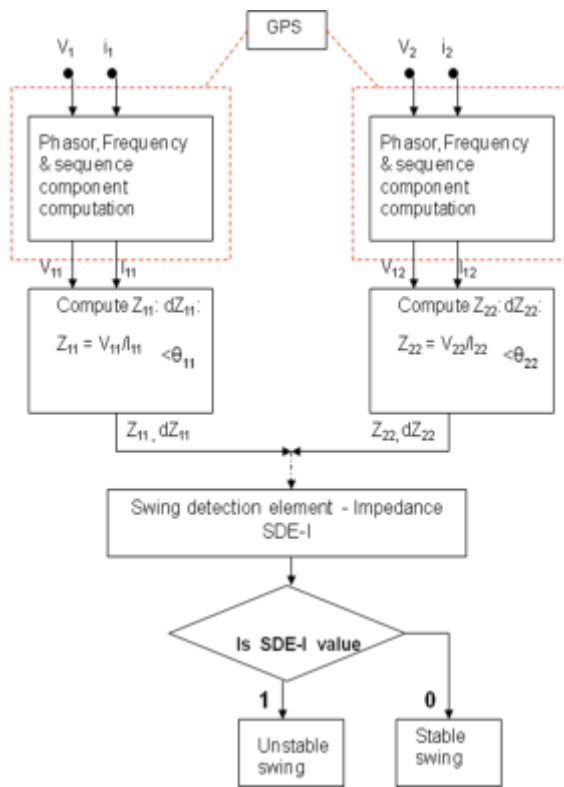 GPS
V₁ i₁
V₂ i₂
Phasor, Frequency
& sequence
component
computation
Phasor, Frequency
& sequence
component
computation
V₁₁ I₁₁
V₁₂ I₁₂
Compute Z₁₁: dZ₁₁:
Z₁₁ = V₁₁/I₁₁ <θ₁₁
Compute Z₂₂: dZ₂₂:
Z₂₂ = V₂₂/I₂₂ <θ₂₂
Z₁₁, dZ₁₁
Z₂₂, dZ₂₂
Swing detection element - Impedance
SDE-I
Is SDE-I value
1
0
Unstable
swing
Stable
swing